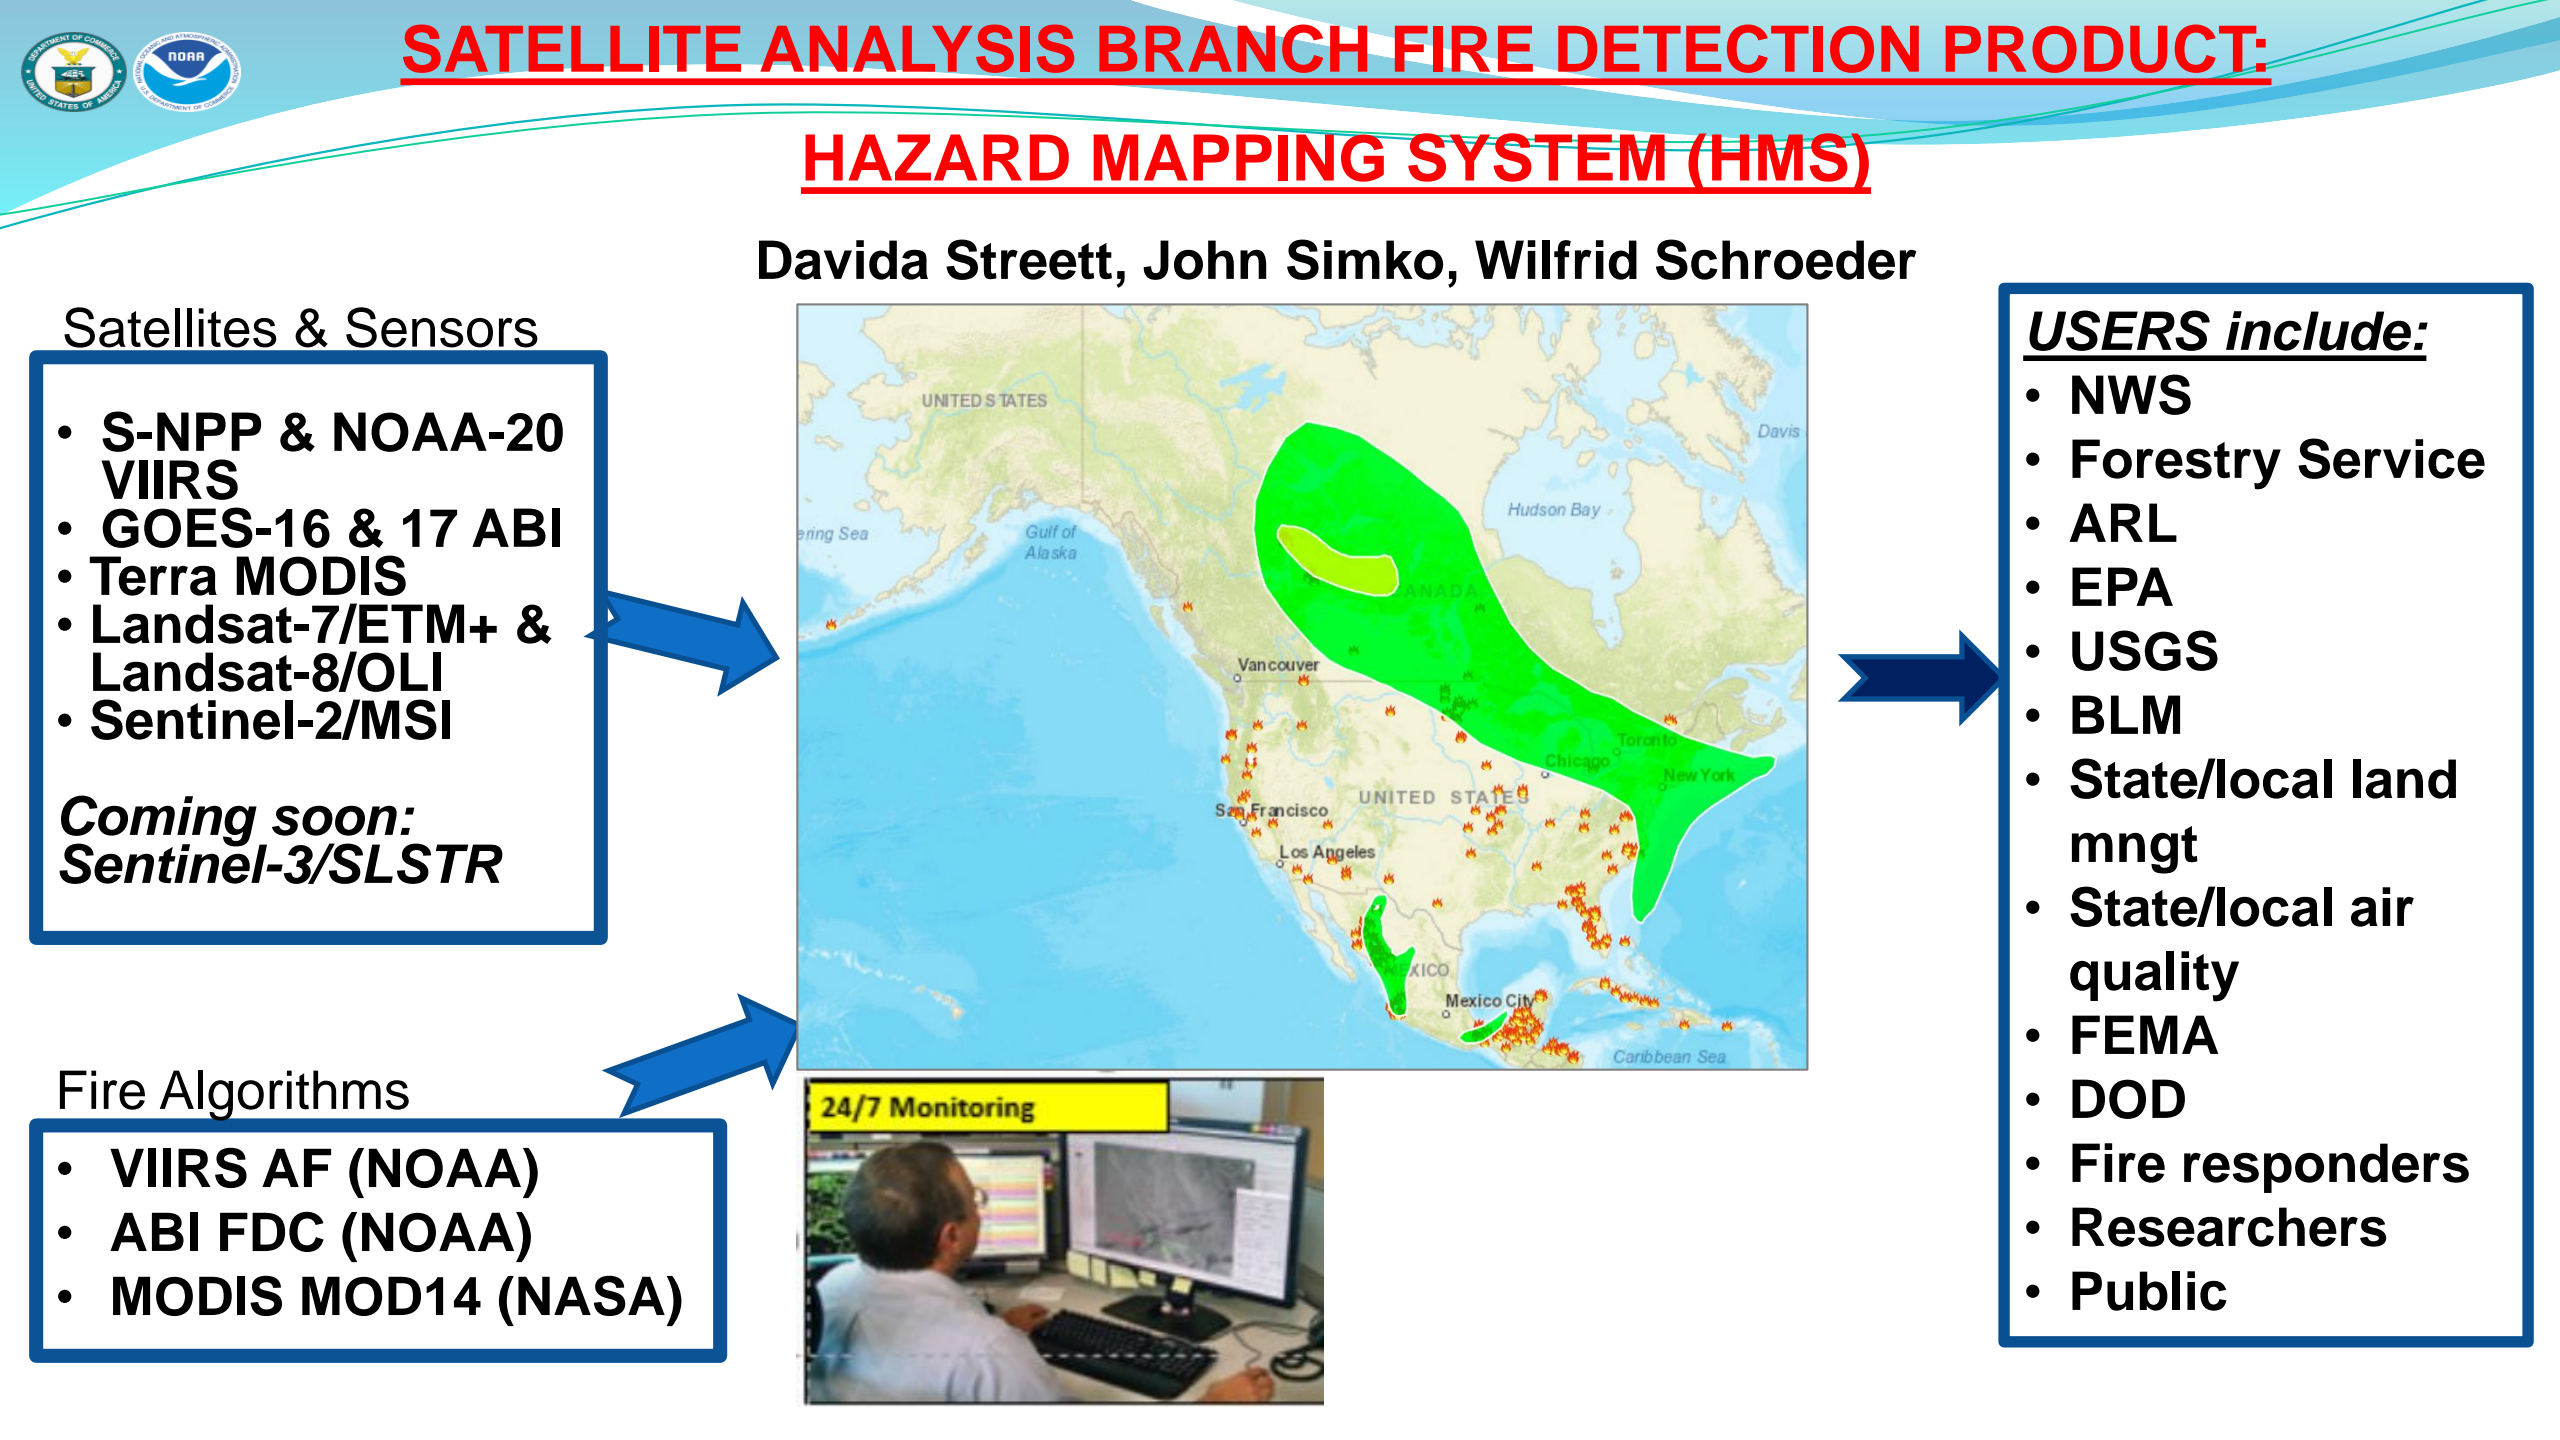 SATELLITE ANALYSIS BRANCH FIRE DETECTION PRODUCT:
HAZARD MAPPING SYSTEM (HMS)
Davida Streett, John Simko, Wilfrid Schroeder
NOAA
Satellites & Sensors
• S-NPP & NOAA-20
VIIRS
• GOES-16 & 17 ABI
• Terra MODIS
• Landsat-7/ETM+ &
Landsat-8/OLI
• Sentinel-2/MSI
Coming soon:
Sentinel-3/SLSTR
Fire Algorithms
• VIIRS AF (NOAA)
• ABI FDC (NOAA)
• MODIS MOD14 (NASA)
UNITED STATES
Davis
Hudson Bay
ering Sea
Gulf of
Alaska
CANADA
Vancouver
Toronto
Chicago
New York
UNITED STATES
San Francisco
Los Angeles
MEXICO
Mexico City
Caribbean Sea
24/7 Monitoring
USERS include:
• NWS
• Forestry Service
• ARL
• EPA
• USGS
• BLM
• State/local land
mngt
• State/local air
quality
• FEMA
• DOD
• Fire responders
• Researchers
• Public